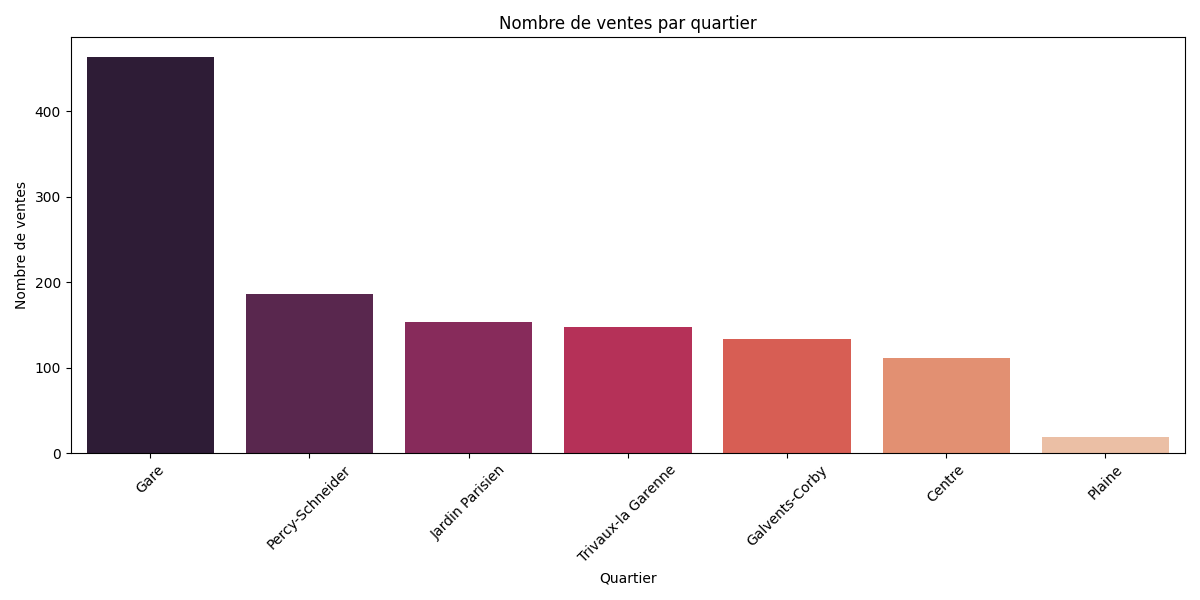 Nombre de ventes par quartier
Nombre de ventes
400
300
200
100
0
Gare
Percy-Schneider
Jardin Parisien
Trivaux-la Garenne
Galvents-Corby
Centre
Plaine
Quartier